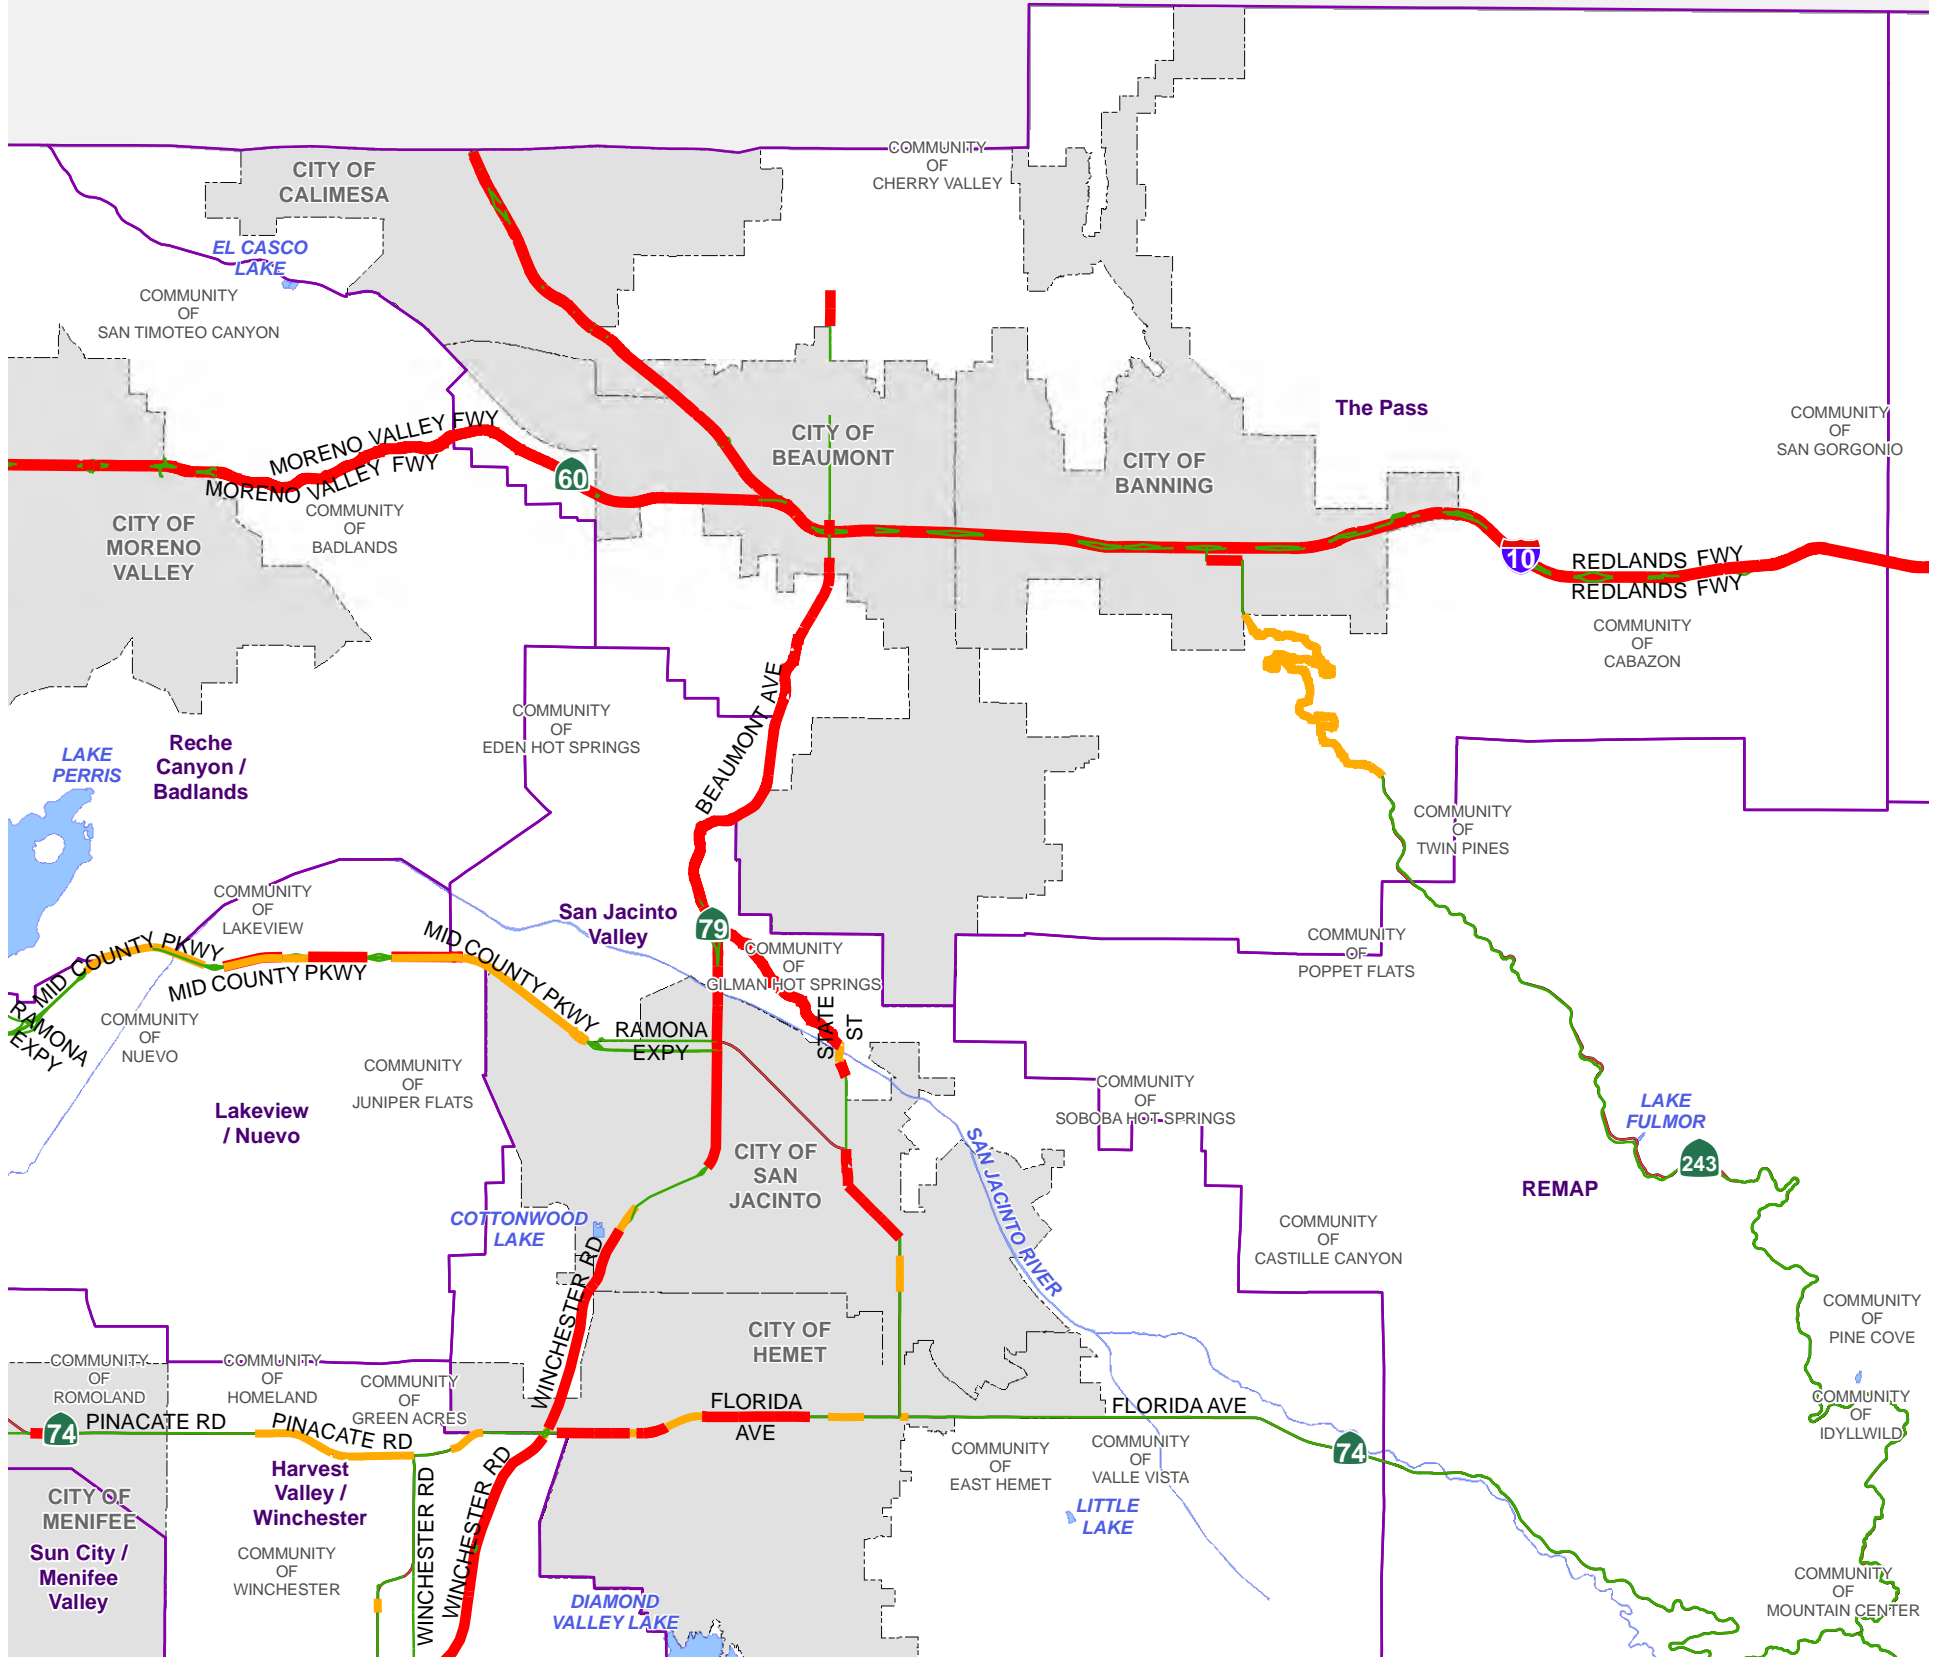 COMMUNITY
OF
CHERRY VALLEY
CITY OF
CALIMESA
EL CASCO
LAKE
COMMUNITY
OF
SAN TIMOTEO CANYON
The Pass
COMMUNITY
OF
SAN GORGONIO
MORENO VALLEY FWY
MORENO VALLEY FWY
60
CITY OF
BEAUMONT
CITY OF
BANNING
COMMUNITY
OF
BADLANDS
CITY OF
MORENO
VALLEY
10
REDLANDS FWY
REDLANDS FWY
COMMUNITY
OF
CABAZON
BEAUMONT AVE
COMMUNITY
OF
EDEN HOT SPRINGS
Reche
Canyon /
Badlands
LAKE
PERRIS
COMMUNITY
OF
TWIN PINES
COMMUNITY
OF
LAKEVIEW
San Jacinto
Valley
79
COMMUNITY
OF
GILMAN HOT SPRINGS
COMMUNITY
OF
POPPET FLATS
MID COUNTY PKWY
MID COUNTY PKWY
MID COUNTY PKWY
RAMONA
EXPY
COMMUNITY
OF
NUEVO
RAMONA
EXPY
STATE
ST
COMMUNITY
OF
JUNIPER FLATS
Lakeview
/ Nuevo
COMMUNITY
OF
SOBOBA HOT SPRINGS
LAKE
FULMOR
243
REMAP
CITY OF
SAN
JACINTO
SAN JACINTO RIVER
COTTONWOOD
LAKE
COMMUNITY
OF
CASTILLE CANYON
WINCHESTER RD
CITY OF
HEMET
COMMUNITY
OF
PINE COVE
COMMUNITY
OF
ROMOLAND
COMMUNITY
OF
HOMELAND
COMMUNITY
OF
GREEN ACRES
COMMUNITY
OF
IDYLLWILD
74
PINACATE RD
PINACATE RD
FLORIDA
AVE
FLORIDA AVE
74
COMMUNITY
OF
EAST HEMET
COMMUNITY
OF
VALLE VISTA
Harvest
Valley /
Winchester
CITY OF
MENIFEE
Sun City /
Menifee
Valley
COMMUNITY
OF
WINCHESTER
WINCHESTER RD
WINCHESTER RD
LITTLE
LAKE
DIAMOND
VALLEY LAKE
COMMUNITY
OF
MOUNTAIN CENTER